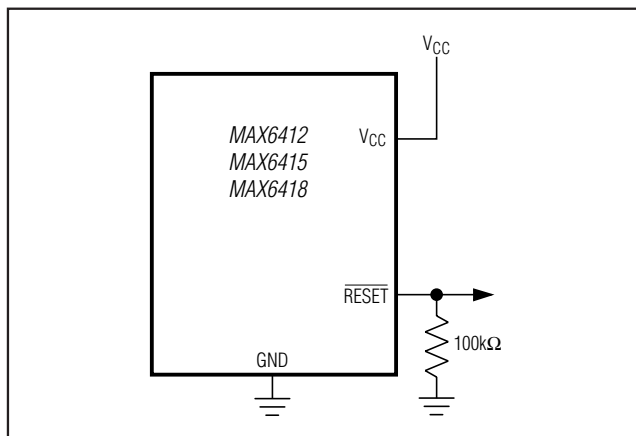 VCC
MAX6412
MAX6415
MAX6418
VCC
RESET
100kΩ
GND